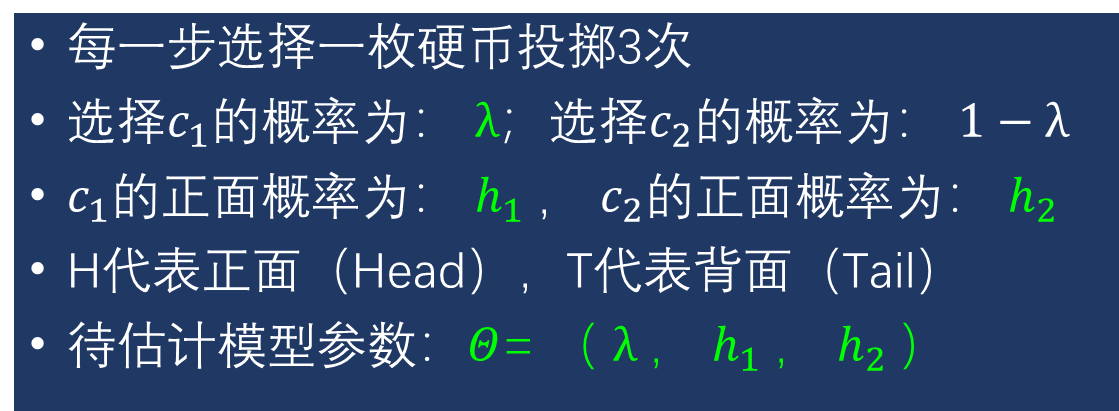 • 每一步选择一枚硬币投掷3次
• 选择c₁的概率为： λ; 选择c₂的概率为： 1 − λ
• c₁的正面概率为： h₁ , c₂的正面概率为： h₂
• H代表正面（Head）, T代表背面（Tail）
• 待估计模型参数: Θ= （ λ , h₁ , h₂ ）